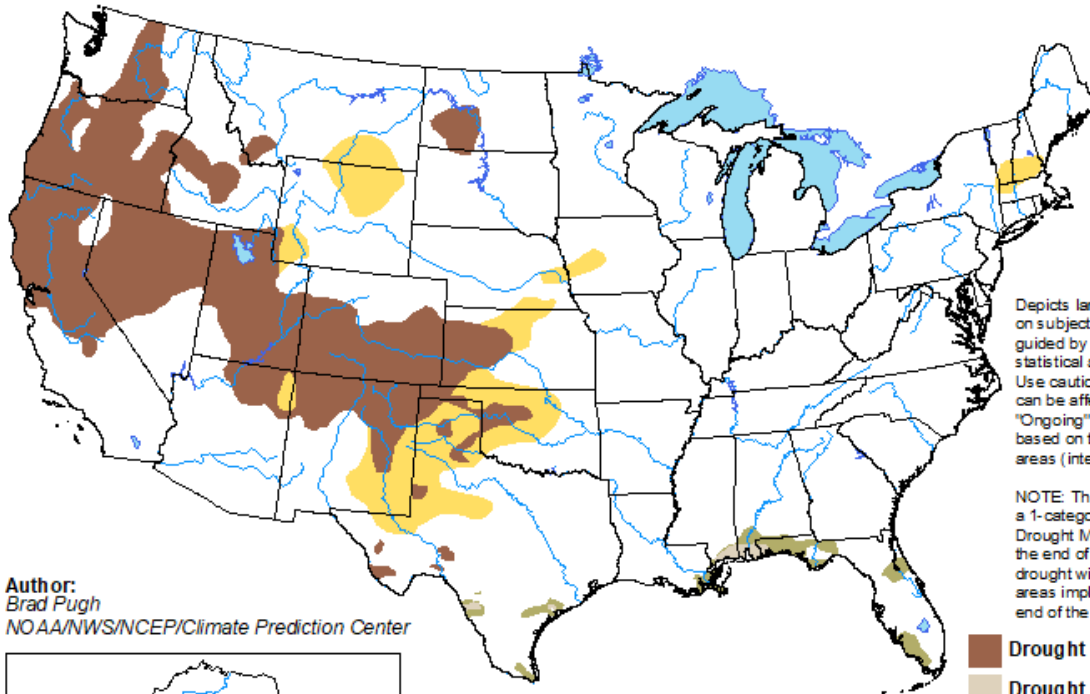 Depicts lar
on subject
guided by
statistical a
Use cautio
can be affe
"Ongoing"
based on t
areas (inte
NOTE: The
a 1-catego
Drought M
the end of
drought wi
areas impl
end of the
Author:
Brad Pugh
NOAA/NWS/NCEP/Climate Prediction Center
Drought
Drought